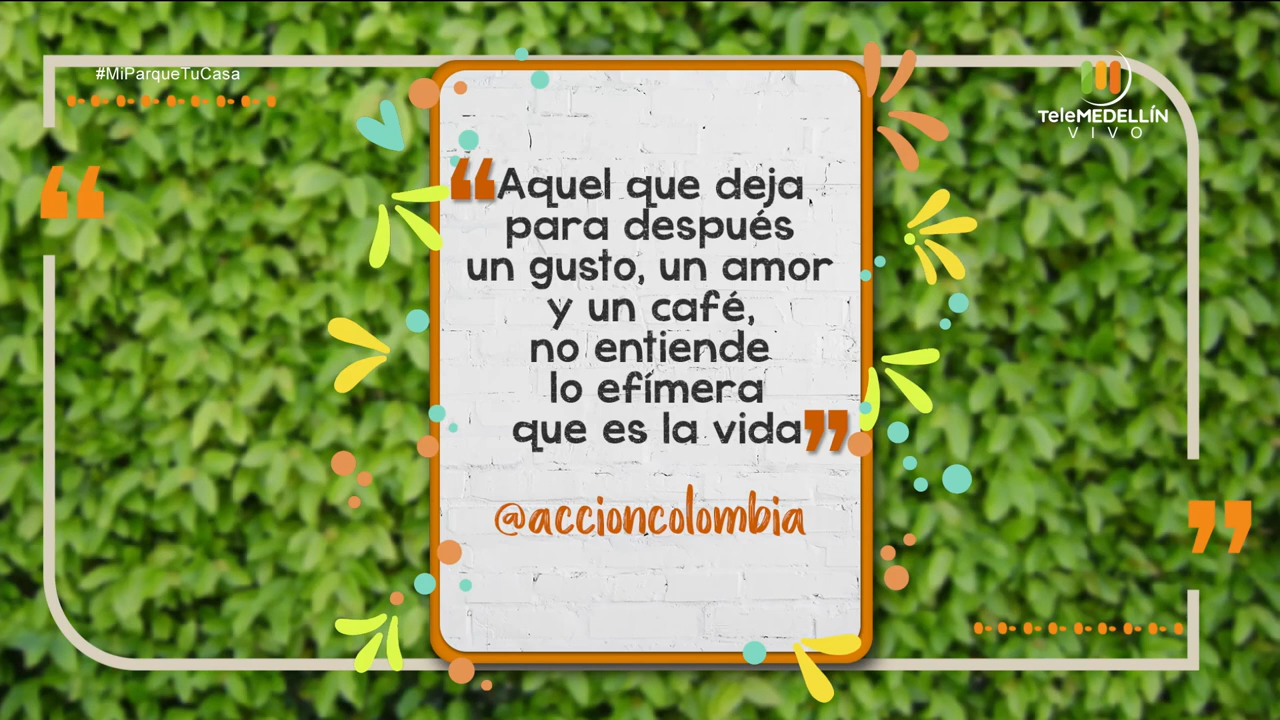 #MiParqueTuCasa
TeleMEDELLÍN
VIVO
“Aquel que deja
para después
un gusto, un amor
y un café,
no entiende
lo efímera
que es la vida”
@accioncolombia